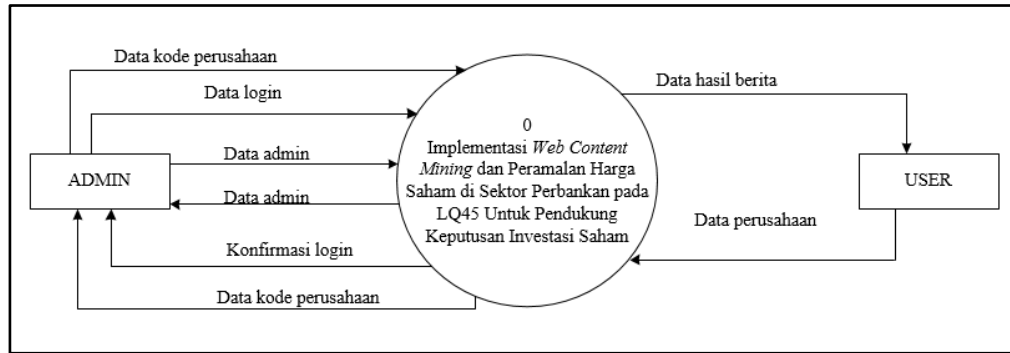 Data kode perusahaan
Data login
Data admin
Data admin
Konfirmasi login
Data kode perusahaan
ADMIN
0
Implementasi Web Content
Mining dan Peramalan Harga
Saham di Sektor Perbankan pada
LQ45 Untuk Pendukung
Keputusan Investasi Saham
Data hasil berita
USER
Data perusahaan